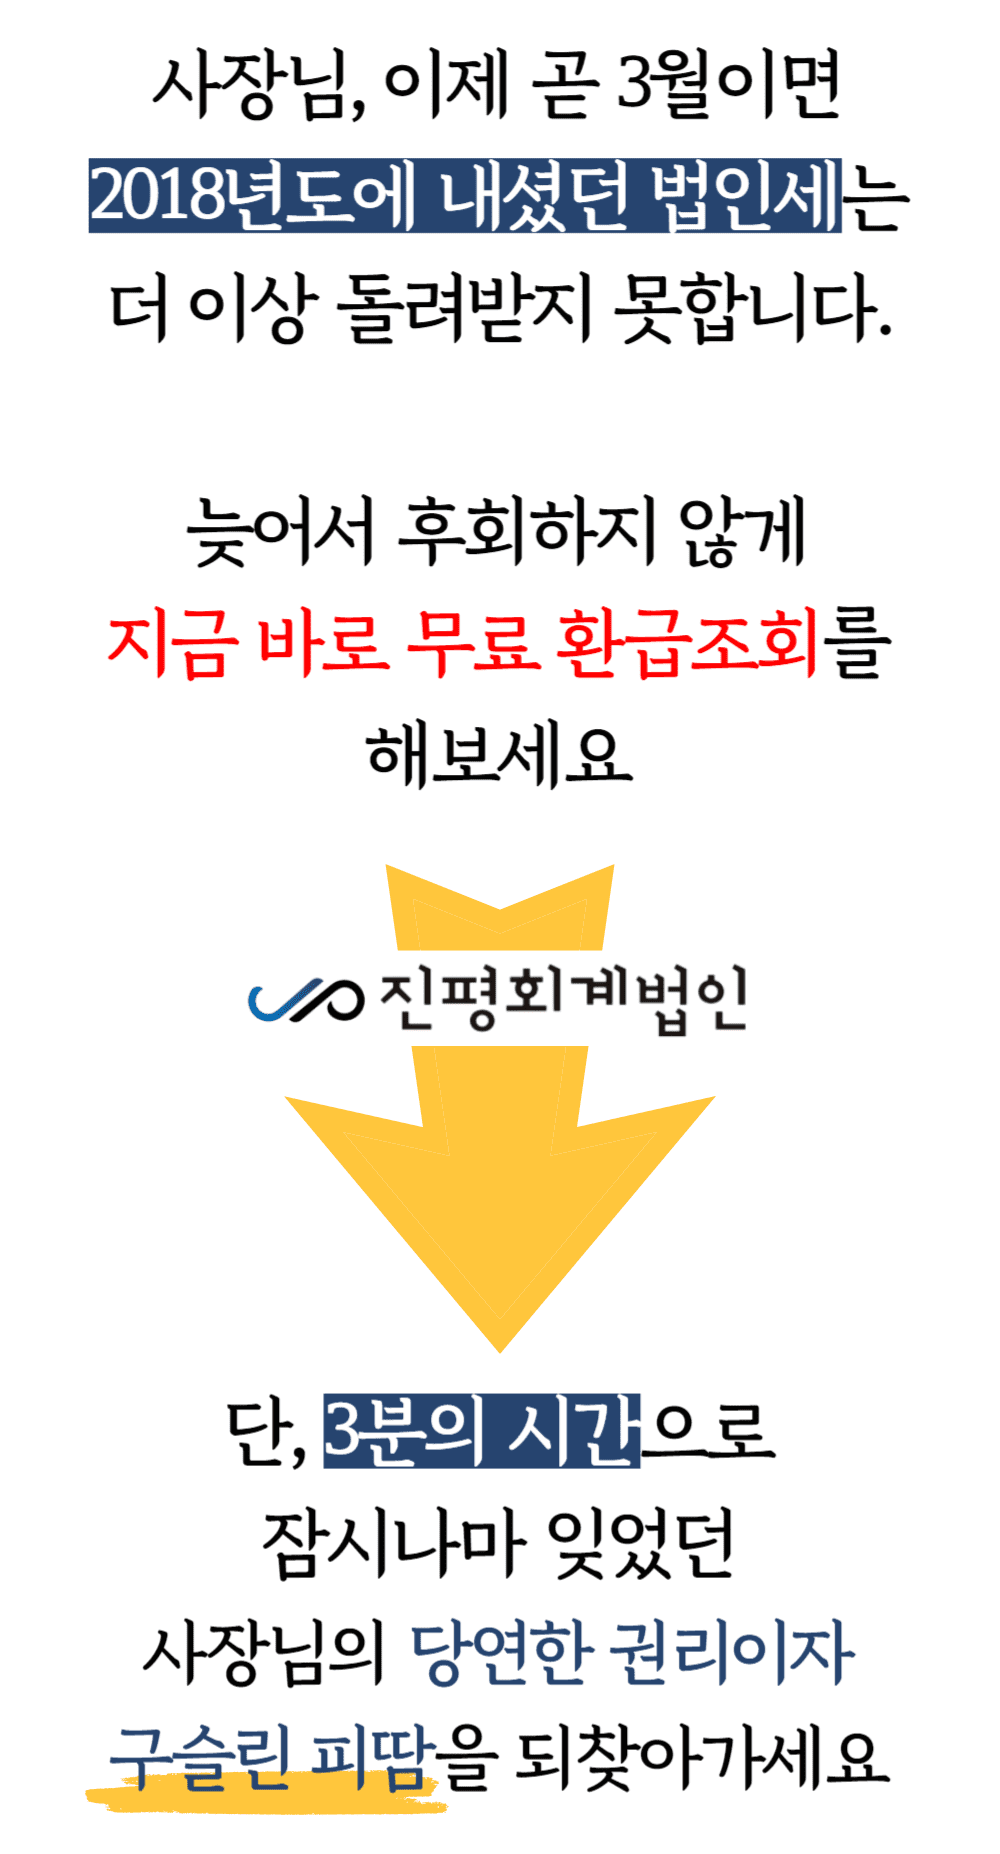 사장님, 이제 곧 3월이면
2018년도에 내셨던 법인세는
더 이상 돌려받지 못합니다.
늦어서 후회하지 않게
지금 바로 무료 환급조회를
해보세요
진평회계법인
단, 3분의 시간으로
잠시나마 잊었던
사장님의 당연한 권리이자
구슬린 피땀을 되찾아가세요